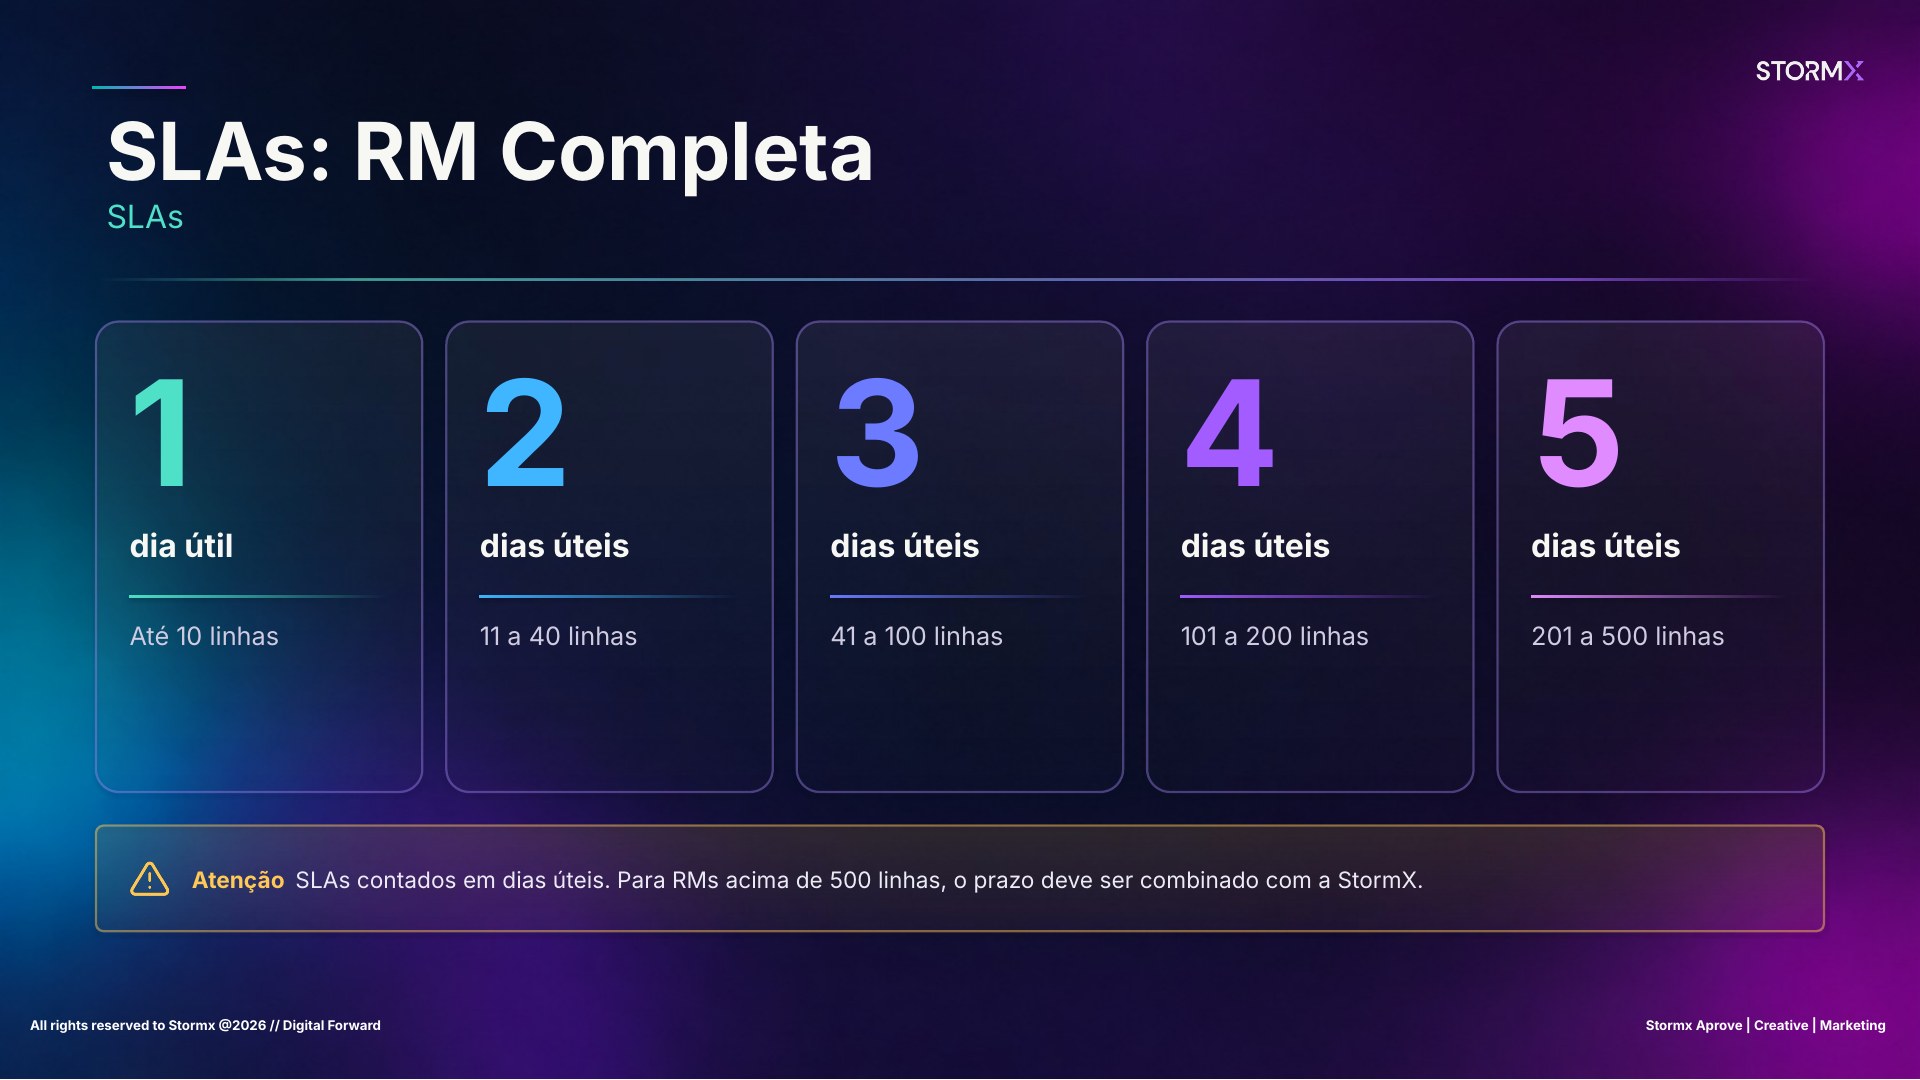 STORMX
SLAs: RM Completa
SLAs
1
dia útil
Até 10 linhas
2
dias úteis
11 a 40 linhas
3
dias úteis
41 a 100 linhas
4
dias úteis
101 a 200 linhas
5
dias úteis
201 a 500 linhas
Atenção SLAs contados em dias úteis. Para RMs acima de 500 linhas, o prazo deve ser combinado com a StormX.
All rights reserved to Stormx @2026 // Digital Forward
Stormx Aprove | Creative | Marketing